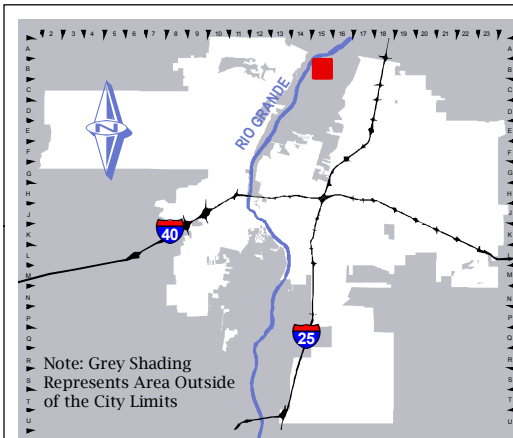 2 3 4 5 6 7 8 9 10 11 12 13 14 15 16 17 18 19 20 21 22 23
A A
B B
C C
D D
E E
F F
G G
H H
J J
K K
L L
M M
N N
P P
Q Q
R R
S S
T T
U U
RIO GRANDE
N
40
25
Note: Grey Shading
Represents Area Outside
of the City Limits